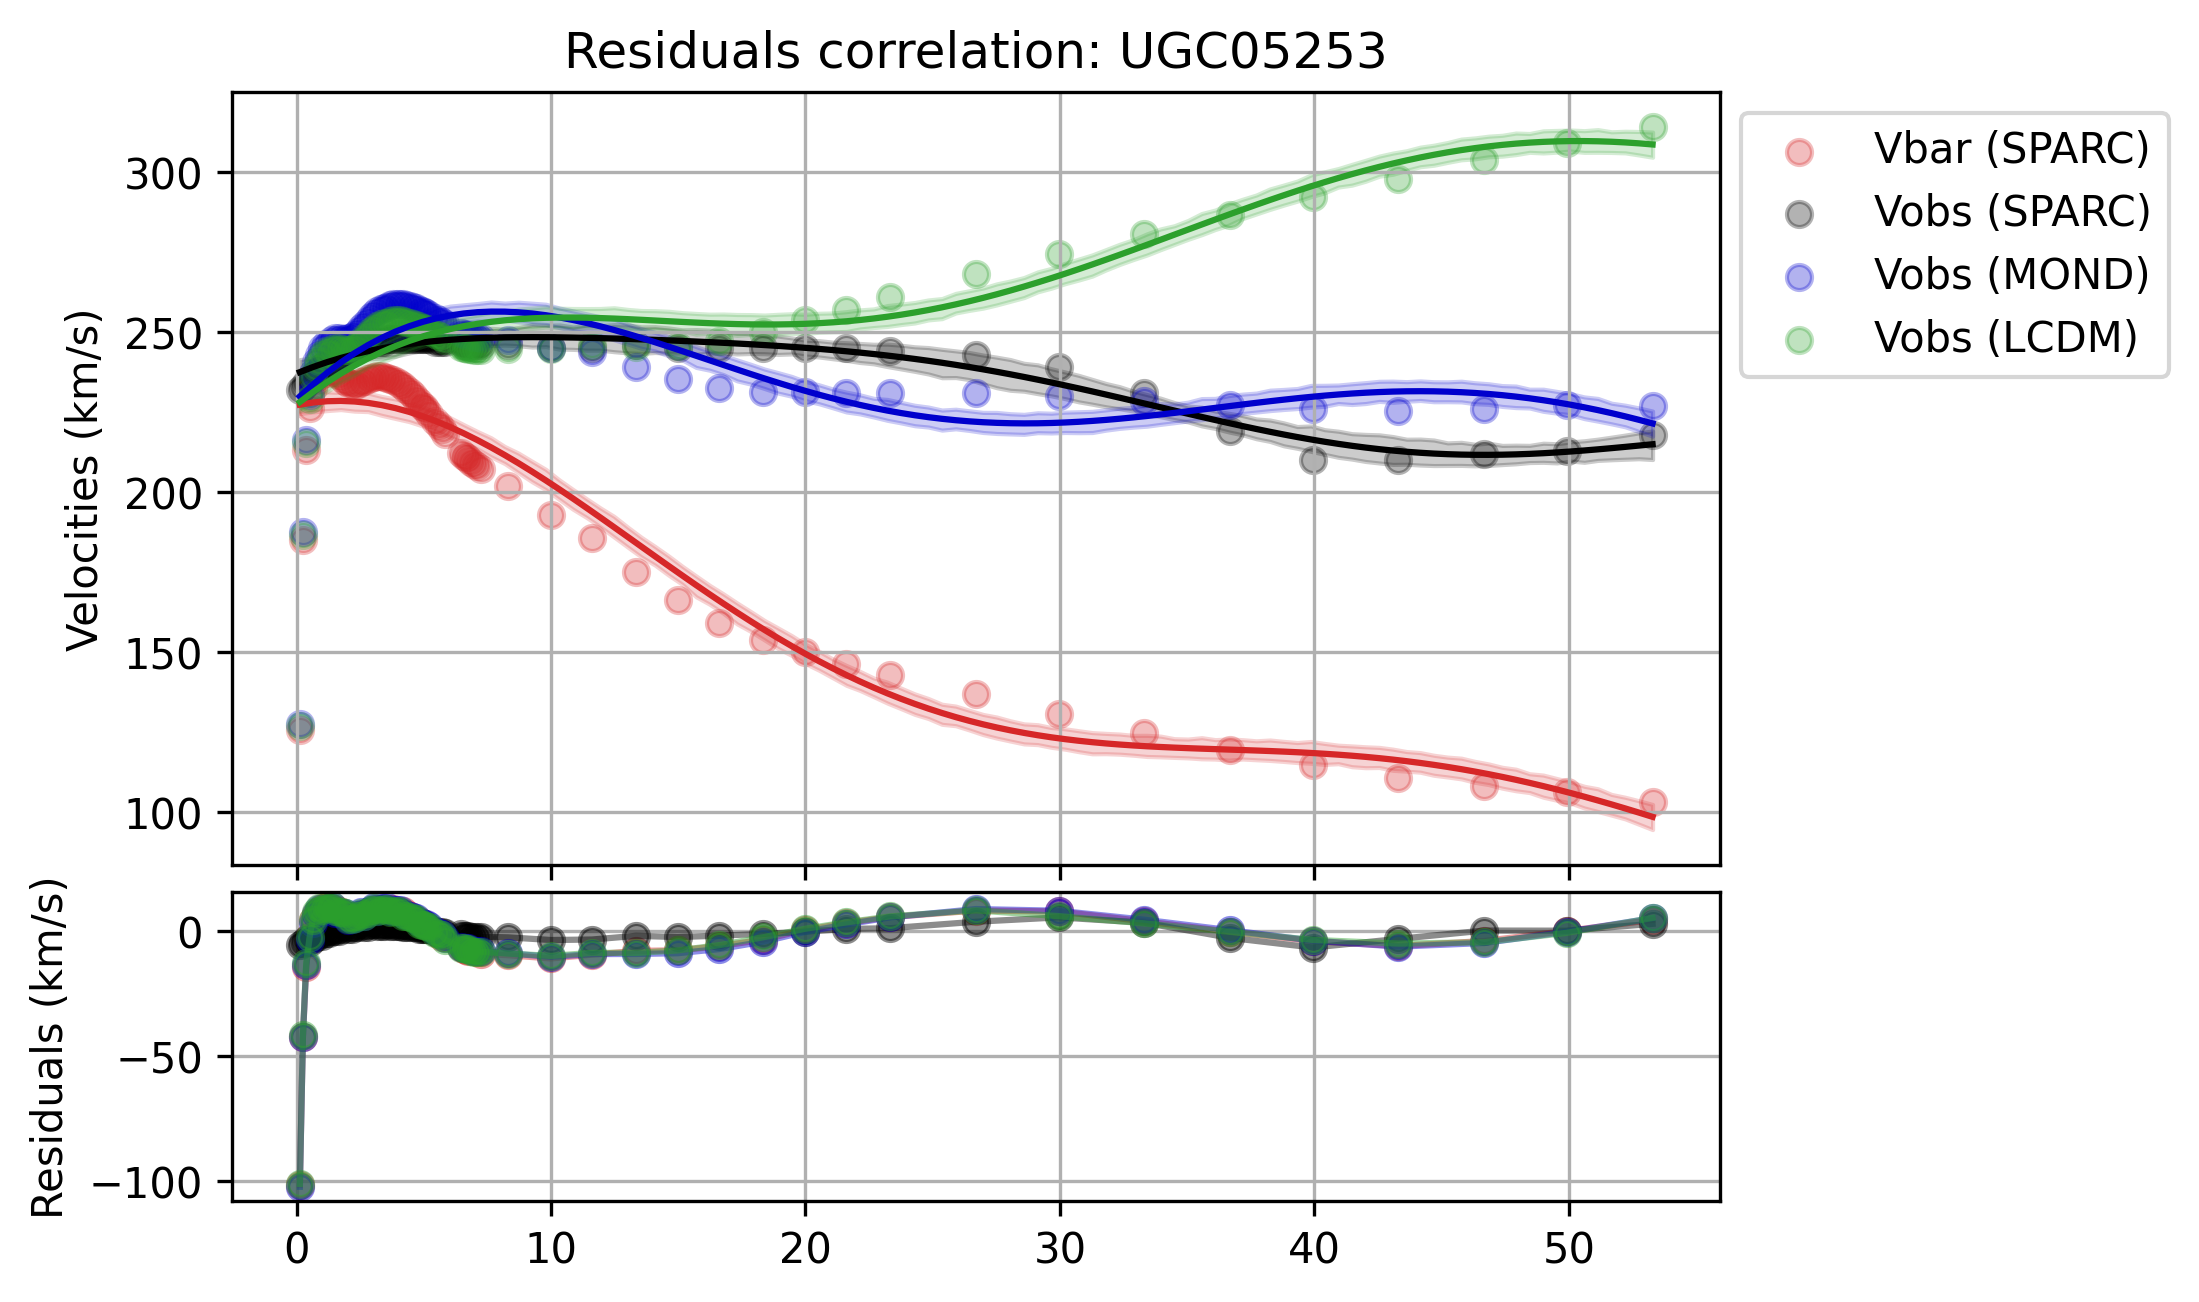 Residuals correlation: UGC05253
300
250
200
150
100
Velocities (km/s)
Vbar (SPARC)
Vobs (SPARC)
Vobs (MOND)
Vobs (LCDM)
0
−50
−100
Residuals (km/s)
0 10 20 30 40 50